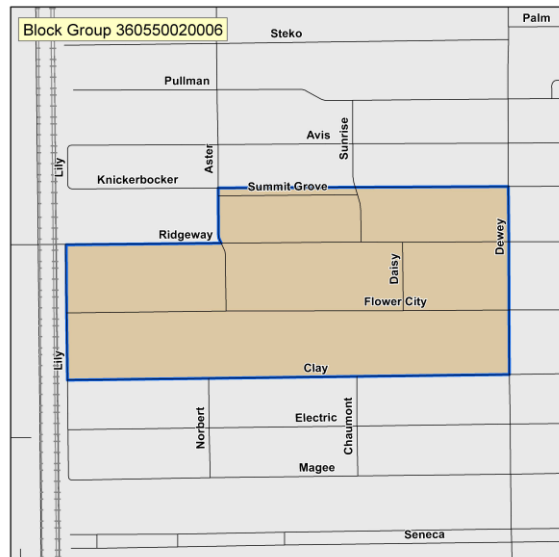 Block Group 360550020006
Palm
Steko
Pullman
Avis
Sunrise
Aster
Lily
Knickerbocker
Summit Grove
Ridgeway
Dewey
Daisy
Flower City
Lily
Clay
Norbert
Electric
Chaumont
Magee
Seneca